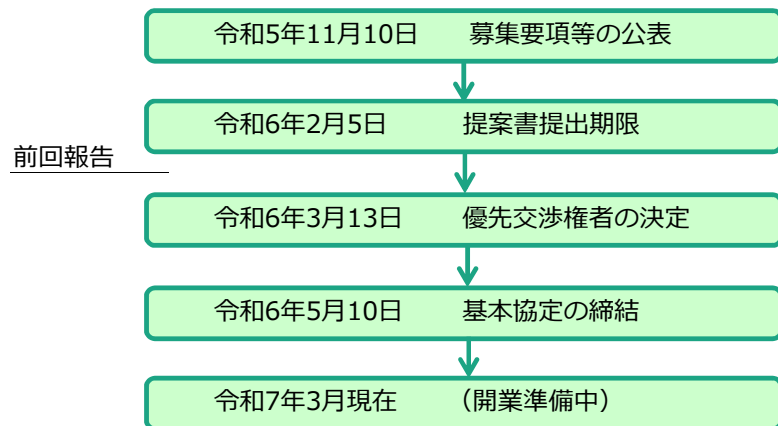 令和5年11月10日　募集要項等の公表
令和6年2月5日　提案書提出期限
前回報告
令和6年3月13日　優先交渉権者の決定
令和6年5月10日　基本協定の締結
令和7年3月現在　（開業準備中）